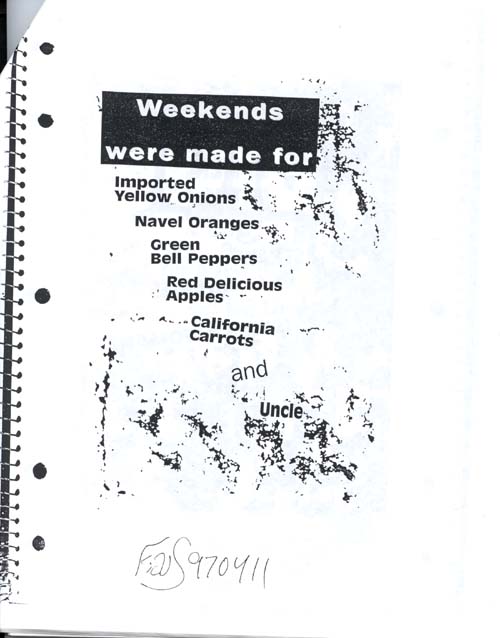 Weekends
were made for
Imported
Yellow Onions
Navel Oranges
Green
Bell Peppers
Red Delicious
Apples
California
Carrots
and
Uncle
970411